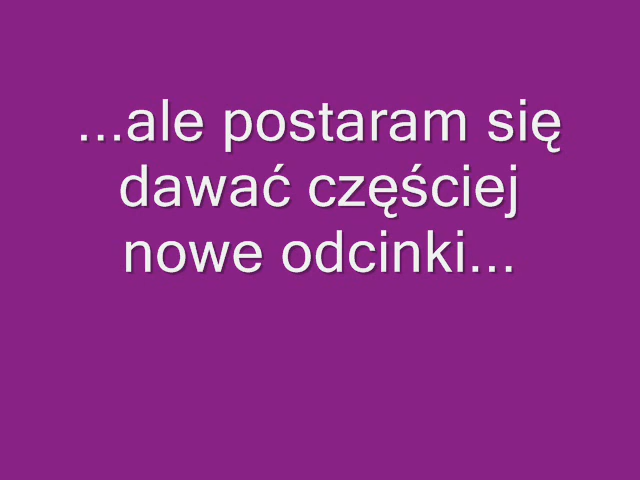 ...ale postaram się
dawać częściej
nowe odcinki...